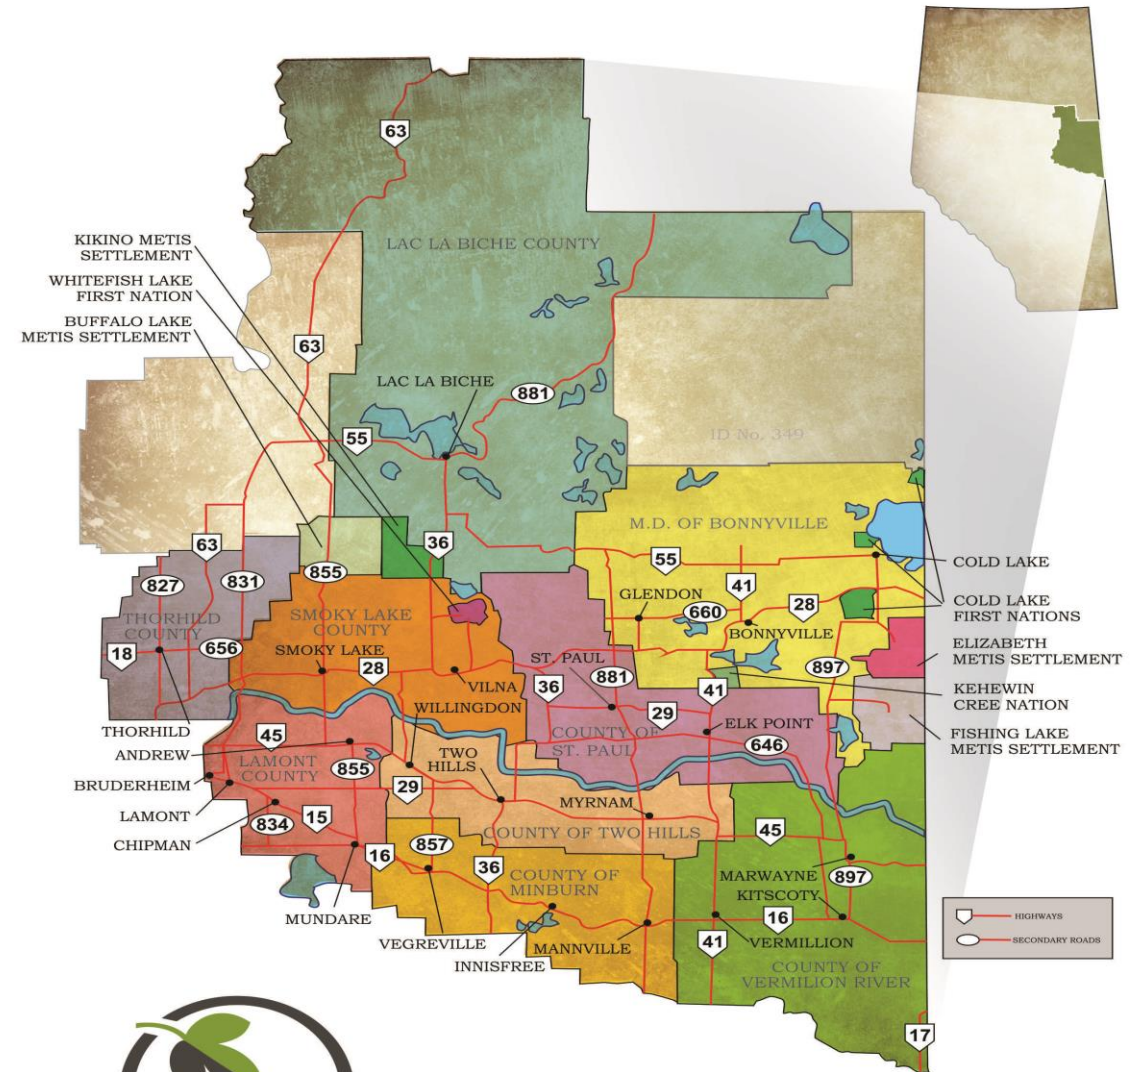 63
KIKINO METIS
SETTLEMENT
LAC LA BICHE COUNTY
WHITEFISH LAKE
FIRST NATION
BUFFALO LAKE
METIS SETTLEMENT
63
LAC LA BICHE
881
55
ID No. 349
M.D. OF BONNYVILLE
63
36
55
COLD LAKE
827
831
855
41
GLENDON
660
28
COLD LAKE
FIRST NATIONS
THORHILD
COUNTY
SMOKY LAKE
COUNTY
BONNYVILLE
18
656
SMOKY LAKE
28
ST. PAUL
881
897
ELIZABETH
METIS SETTLEMENT
VILNA
36
41
KEHEWIN
CREE NATION
WILLINGDON
29
ELK POINT
THORHILD
45
COUNTY OF
ST. PAUL
646
FISHING LAKE
METIS SETTLEMENT
ANDREW
LAMONT
COUNTY
855
TWO
HILLS
BRUDERHEIM
29
MYRNAM
LAMONT
834
15
COUNTY OF TWO HILLS
45
CHIPMAN
16
857
36
COUNTY OF
MINBURN
MARWAYNE
897
KITSCOTY
MUNDARE
16
HIGHWAYS
VEGREVILLE
MANNVILLE
41
VERMILLION
SECONDARY ROADS
INNISFREE
COUNTY OF
VERMILION RIVER
17